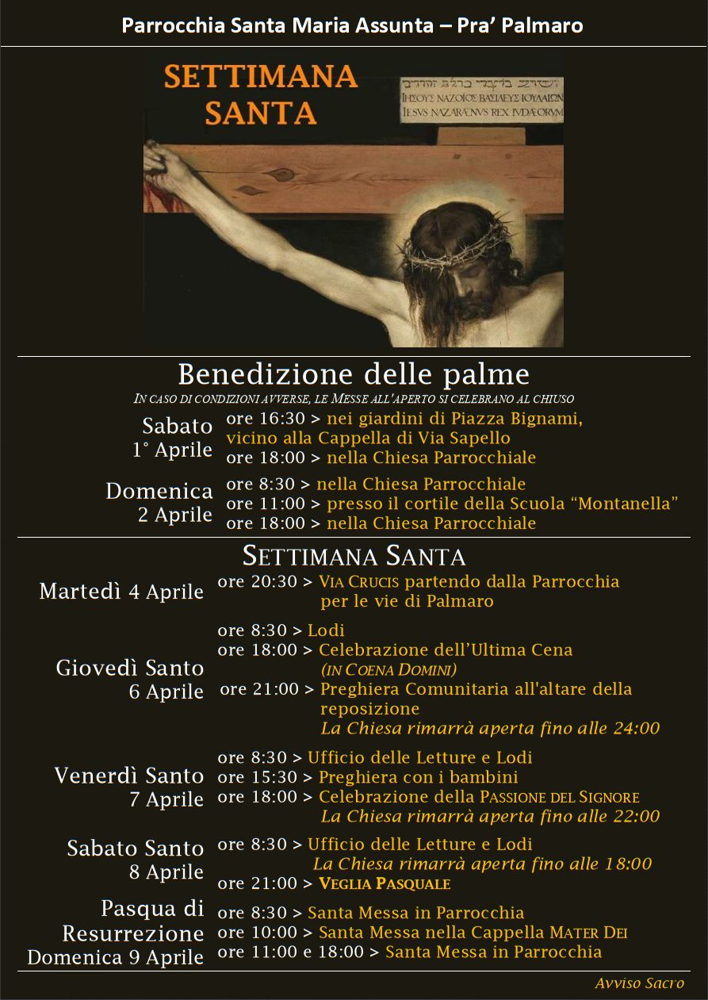 Parrocchia Santa Maria Assunta – Pra’ Palmaro
SETTIMANA
SANTA
ΙΗΣΟΥΣ ΝΑΖΟΙΟΣ ΒΑΣΙΛΕΥΣ ΙΟΥΔΑΙΩΝ
IESVS NAZARÆNVS REX IVDÆORVM
Benedizione delle palme
IN CASO DI CONDIZIONI AVVERSE, LE MESSE ALL'APERTO SI CELEBRANO AL CHIUSO
Sabato
1° Aprile
ore 16:30 > nei giardini di Piazza Bignami,
vicino alla Cappella di Via Sapello
ore 18:00 > nella Chiesa Parrocchiale
Domenica
2 Aprile
ore 8:30 > nella Chiesa Parrocchiale
ore 11:00 > presso il cortile della Scuola “Montanella”
ore 18:00 > nella Chiesa Parrocchiale
SETTIMANA SANTA
Martedì 4 Aprile
ore 20:30 > VIA CRUCIS partendo dalla Parrocchia
per le vie di Palmaro
Giovedì Santo
6 Aprile
ore 8:30 > Lodi
ore 18:00 > Celebrazione dell’Ultima Cena
(IN COENA DOMINI)
ore 21:00 > Preghiera Comunitaria all'altare della
reposizione
La Chiesa rimarrà aperta fino alle 24:00
Venerdì Santo
7 Aprile
ore 8:30 > Ufficio delle Letture e Lodi
ore 15:30 > Preghiera con i bambini
ore 18:00 > Celebrazione della PASSIONE DEL SIGNORE
La Chiesa rimarrà aperta fino alle 22:00
Sabato Santo
8 Aprile
ore 8:30 > Ufficio delle Letture e Lodi
La Chiesa rimarrà aperta fino alle 18:00
ore 21:00 > VEGLIA PASQUALE
Pasqua di
Resurrezione
Domenica 9 Aprile
ore 8:30 > Santa Messa in Parrocchia
ore 10:00 > Santa Messa nella Cappella MATER DEI
ore 11:00 e 18:00 > Santa Messa in Parrocchia
Avviso Sacro